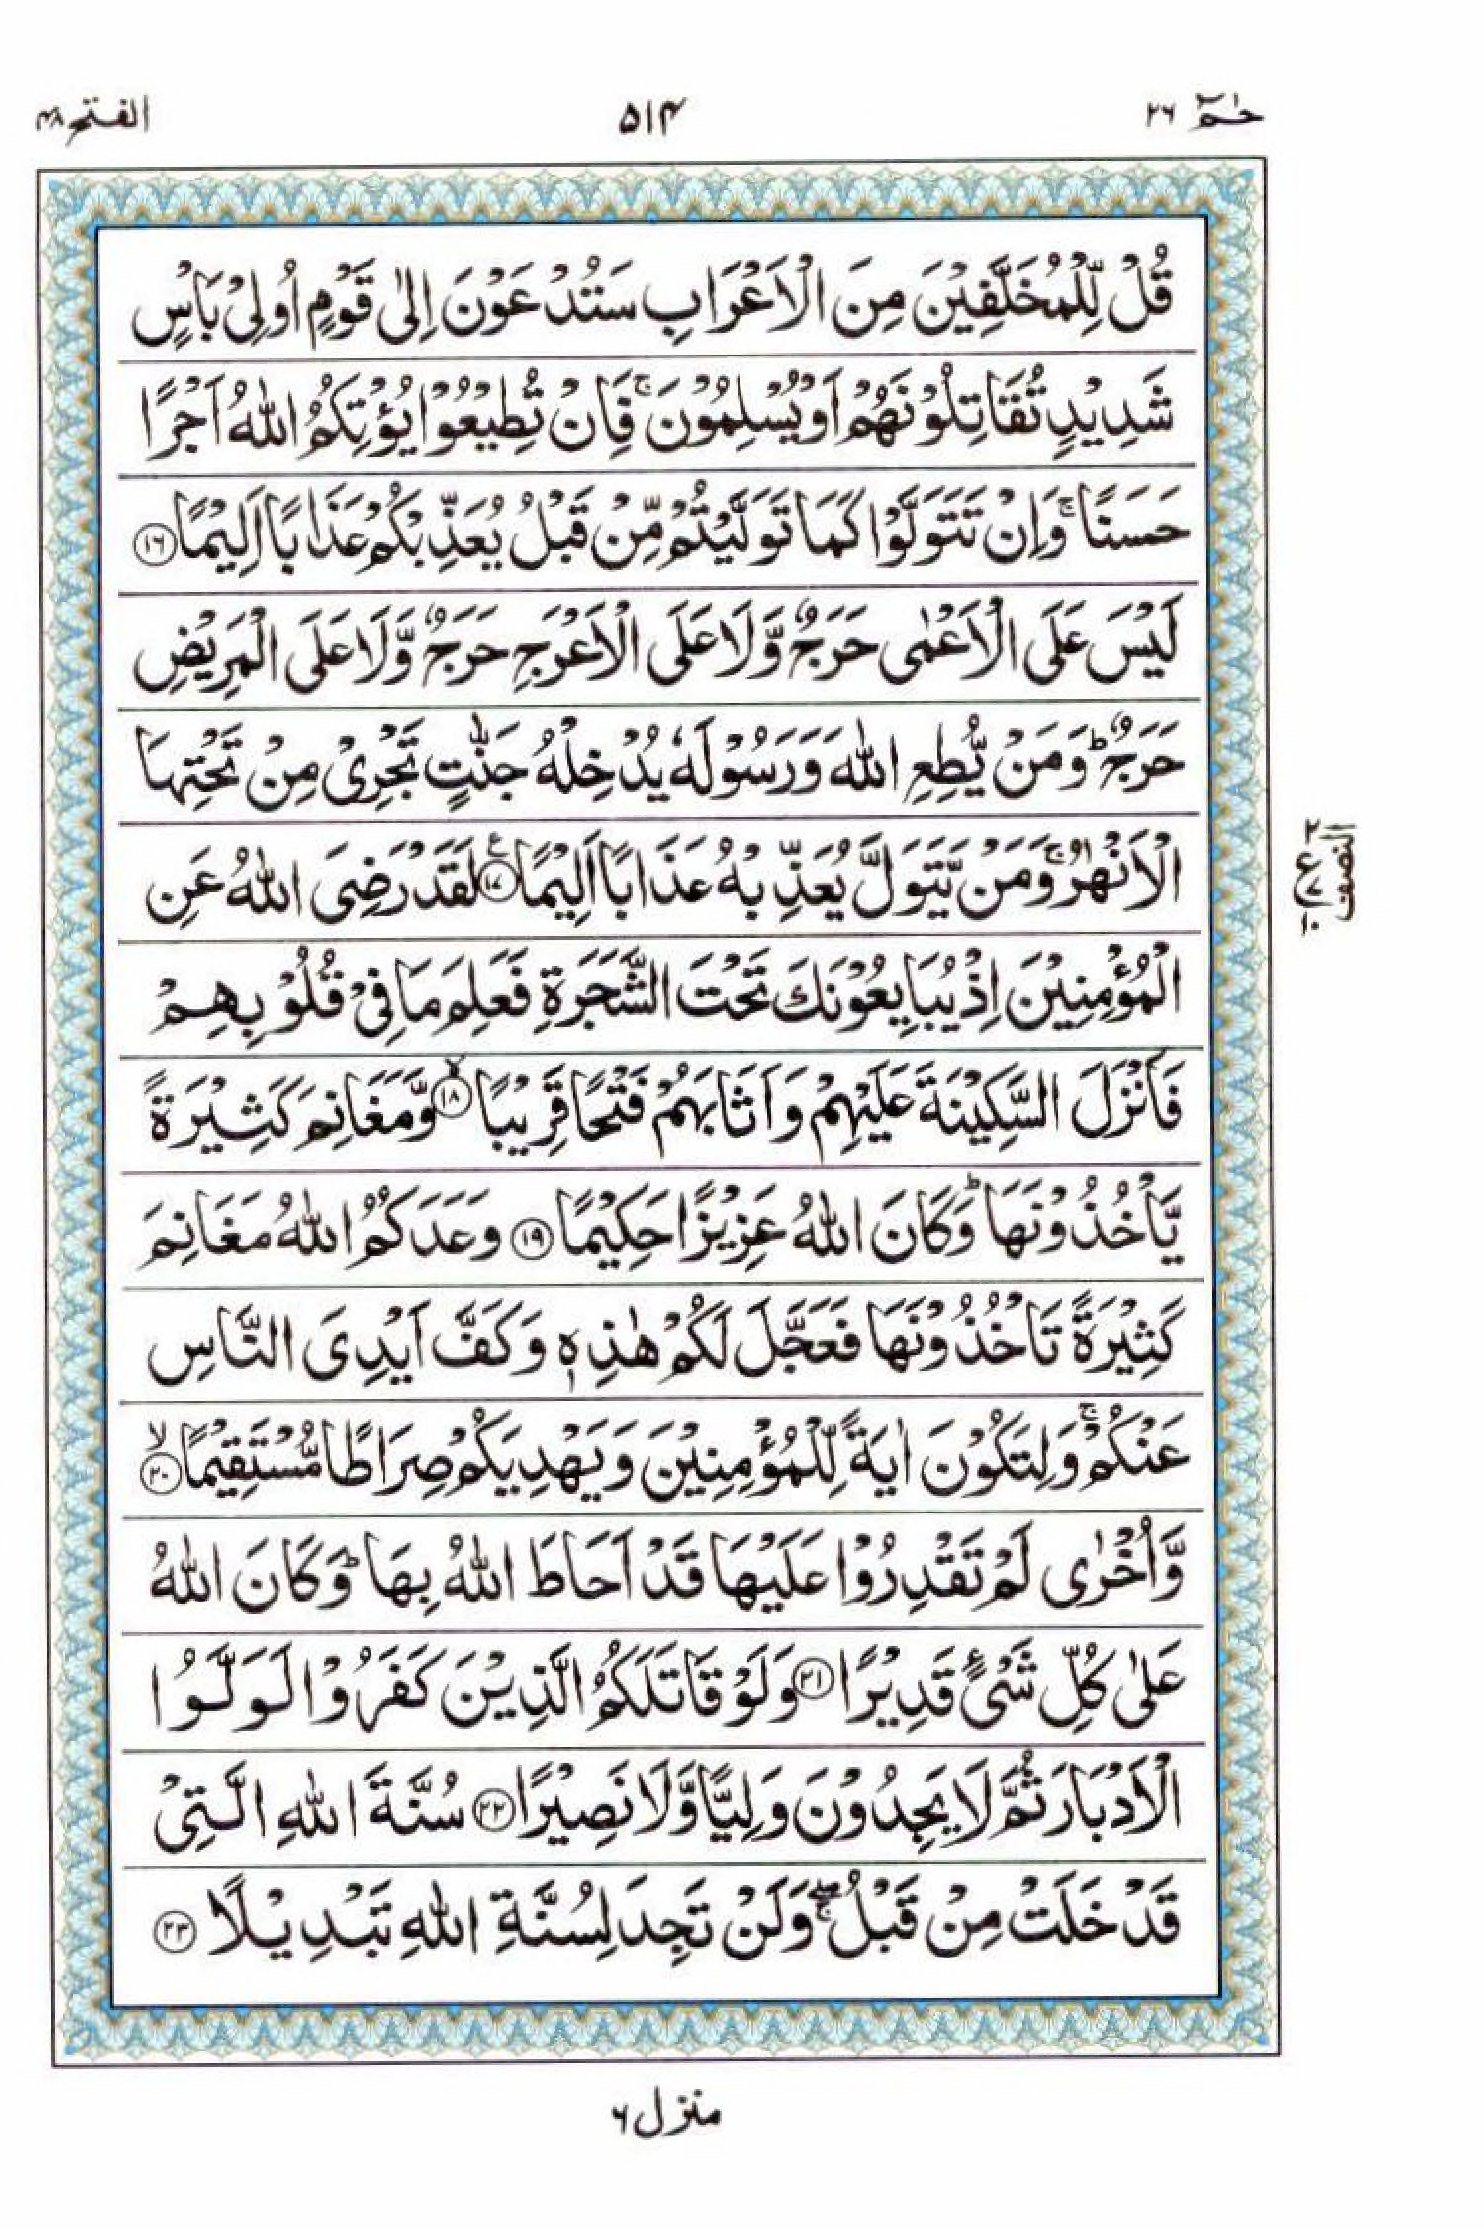 حٰمٓ ٢٦
٥١٤
الفتح ٤٨
قُلْ لِّلْمُخَلَّفِيْنَ مِنَ الْاَعْرَابِ سَتُدْعَوْنَ اِلٰى قَوْمٍ اُولِيْ بَاْسٍ
شَدِيْدٍ تُقَاتِلُوْنَهُمْ اَوْ يُسْلِمُوْنَ ۚ فَاِنْ تُطِيْعُوْا يُؤْتِكُمُ اللّٰهُ اَجْرًا
حَسَنًا ۚ وَاِنْ تَتَوَلَّوْا كَمَا تَوَلَّيْتُمْ مِّنْ قَبْلُ يُعَذِّبْكُمْ عَذَابًا اَلِيْمًا ١٦
لَيْسَ عَلَى الْاَعْمٰى حَرَجٌ وَّلَا عَلَى الْاَعْرَجِ حَرَجٌ وَّلَا عَلَى الْمَرِيْضِ
حَرَجٌ ؕ وَمَنْ يُّطِعِ اللّٰهَ وَرَسُوْلَهٗ يُدْخِلْهُ جَنّٰتٍ تَجْرِيْ مِنْ تَحْتِهَا
الْاَنْهٰرُ ۚ وَمَنْ يَّتَوَلَّ يُعَذِّبْهُ عَذَابًا اَلِيْمًا ١٧ ع لَقَدْ رَضِيَ اللّٰهُ عَنِ
الْمُؤْمِنِيْنَ اِذْ يُبَايِعُوْنَكَ تَحْتَ الشَّجَرَةِ فَعَلِمَ مَا فِيْ قُلُوْبِهِمْ
فَاَنْزَلَ السَّكِيْنَةَ عَلَيْهِمْ وَاَثَابَهُمْ فَتْحًا قَرِيْبًا ۙ ١٨ وَّمَغَانِمَ كَثِيْرَةً
يَّاْخُذُوْنَهَا ؕ وَكَانَ اللّٰهُ عَزِيْزًا حَكِيْمًا ١٩ وَعَدَكُمُ اللّٰهُ مَغَانِمَ
كَثِيْرَةً تَاْخُذُوْنَهَا فَعَجَّلَ لَكُمْ هٰذِهٖ وَكَفَّ اَيْدِيَ النَّاسِ
عَنْكُمْ ۚ وَلِتَكُوْنَ اٰيَةً لِّلْمُؤْمِنِيْنَ وَيَهْدِيَكُمْ صِرَاطًا مُّسْتَقِيْمًا ۙ ٢٠
وَّاُخْرٰى لَمْ تَقْدِرُوْا عَلَيْهَا قَدْ اَحَاطَ اللّٰهُ بِهَا ؕ وَكَانَ اللّٰهُ
عَلٰى كُلِّ شَيْءٍ قَدِيْرًا ٢١ وَلَوْ قَاتَلَكُمُ الَّذِيْنَ كَفَرُوْا لَوَلَّوُا
الْاَدْبَارَ ثُمَّ لَا يَجِدُوْنَ وَلِيًّا وَّلَا نَصِيْرًا ٢٢ سُنَّةَ اللّٰهِ الَّتِيْ
قَدْ خَلَتْ مِنْ قَبْلُ ۖۚ وَلَنْ تَجِدَ لِسُنَّةِ اللّٰهِ تَبْدِيْلًا ٢٣
النصف
٢
ع
٧
١٠
منزل ٦